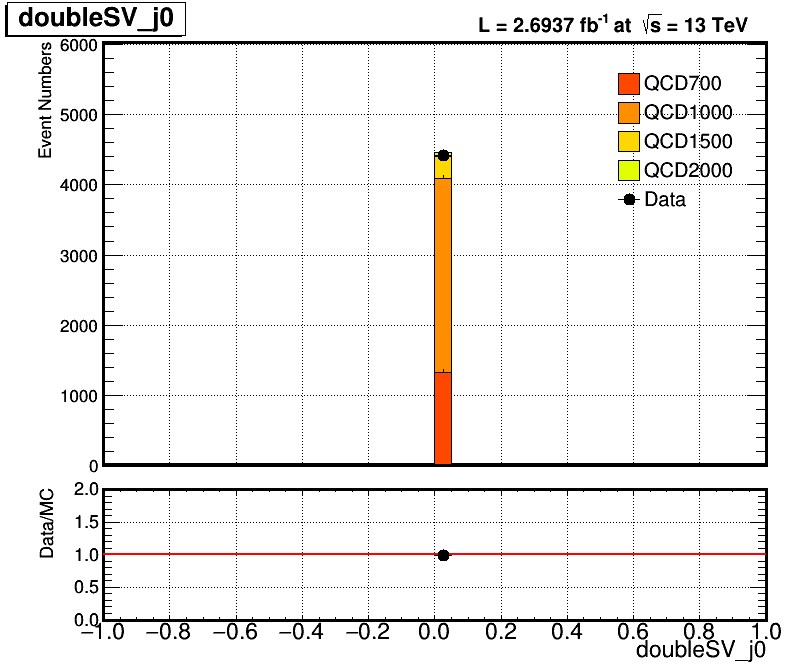 doubleSV_j0
L = 2.6937 fb-1 at √s = 13 TeV
Event Numbers
6000
5000
4000
3000
2000
1000
0
QCD700
QCD1000
QCD1500
QCD2000
Data
Data/MC
2.0
1.5
1.0
0.5
0.0
−1.0 −0.8 −0.6 −0.4 −0.2 0.0 0.2 0.4 0.6 0.8 1.0
doubleSV_j0